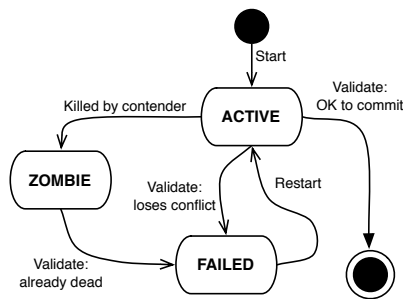 Start
Validate:
OK to commit
Killed by contender
ACTIVE
ZOMBIE
Validate:
loses conflict
Restart
Validate:
already dead
FAILED